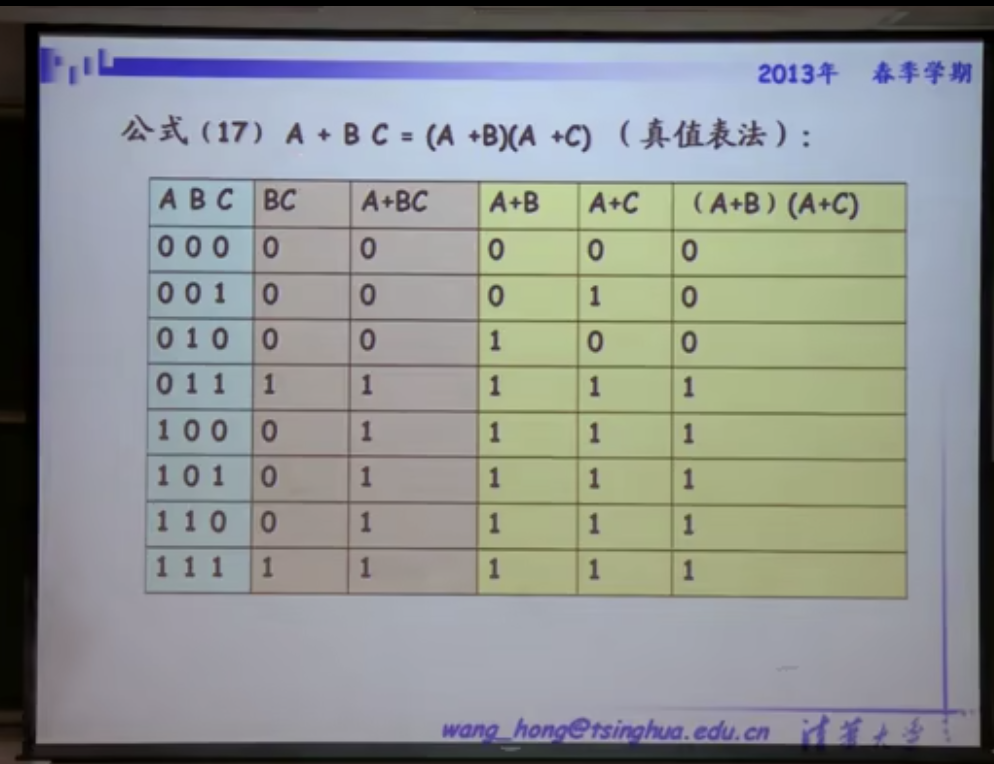 2013年 春季学期
公式（17） A + B C = (A +B)(A +C) （真值表法）：
A B C BC A+BC A+B A+C （A+B）(A+C)
0 0 0 0 0 0 0 0
0 0 1 0 0 0 1 0
0 1 0 0 0 1 0 0
0 1 1 1 1 1 1 1
1 0 0 0 1 1 1 1
1 0 1 0 1 1 1 1
1 1 0 0 1 1 1 1
1 1 1 1 1 1 1 1
wang_hong@tsinghua.edu.cn 清华大学